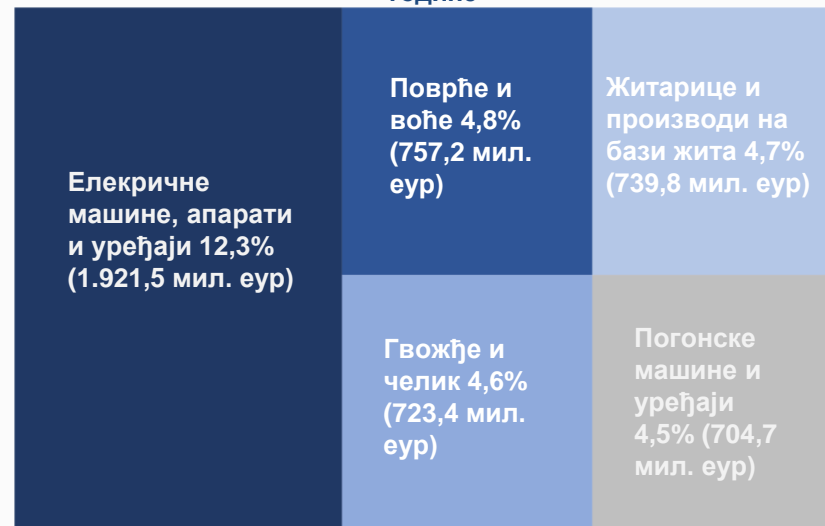 Елекричне
машине, апарати
и уређаји 12,3%
(1.921,5 мил. еур)
Поврће и
воће 4,8%
(757,2 мил.
еур)
Житарице и
производи на
бази жита 4,7%
(739,8 мил. еур)
Гвожђе и
челик 4,6%
(723,4 мил.
еур)
Погонске
машине и
уређаји
4,5% (704,7
мил. еур)